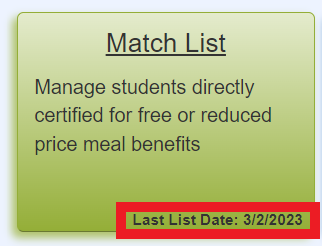 Match List
Manage students directly
certified for free or reduced
price meal benefits
Last List Date: 3/2/2023